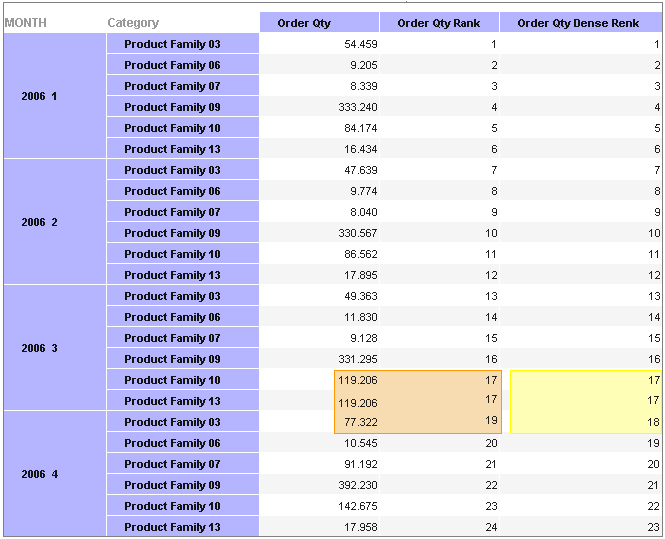 MONTH Category Order Qty Order Qty Rank Order Qty Dense Renk
Product Family 03 54.459 1 1
Product Family 06 9.205 2 2
Product Family 07 8.339 3 3
2006 1
Product Family 09 333.240 4 4
Product Family 10 84.174 5 5
Product Family 13 16.434 6 6
Product Family 03 47.639 7 7
Product Family 06 9.774 8 8
Product Family 07 8.040 9 9
2006 2
Product Family 09 330.567 10 10
Product Family 10 86.562 11 11
Product Family 13 17.895 12 12
Product Family 03 49.363 13 13
Product Family 06 11.830 14 14
Product Family 07 9.128 15 15
2006 3
Product Family 09 331.295 16 16
Product Family 10 119.206 17 17
Product Family 13 119.206 17 17
Product Family 03 77.322 19 18
Product Family 06 10.545 20 19
Product Family 07 91.192 21 20
2006 4
Product Family 09 392.230 22 21
Product Family 10 142.675 23 22
Product Family 13 17.958 24 23